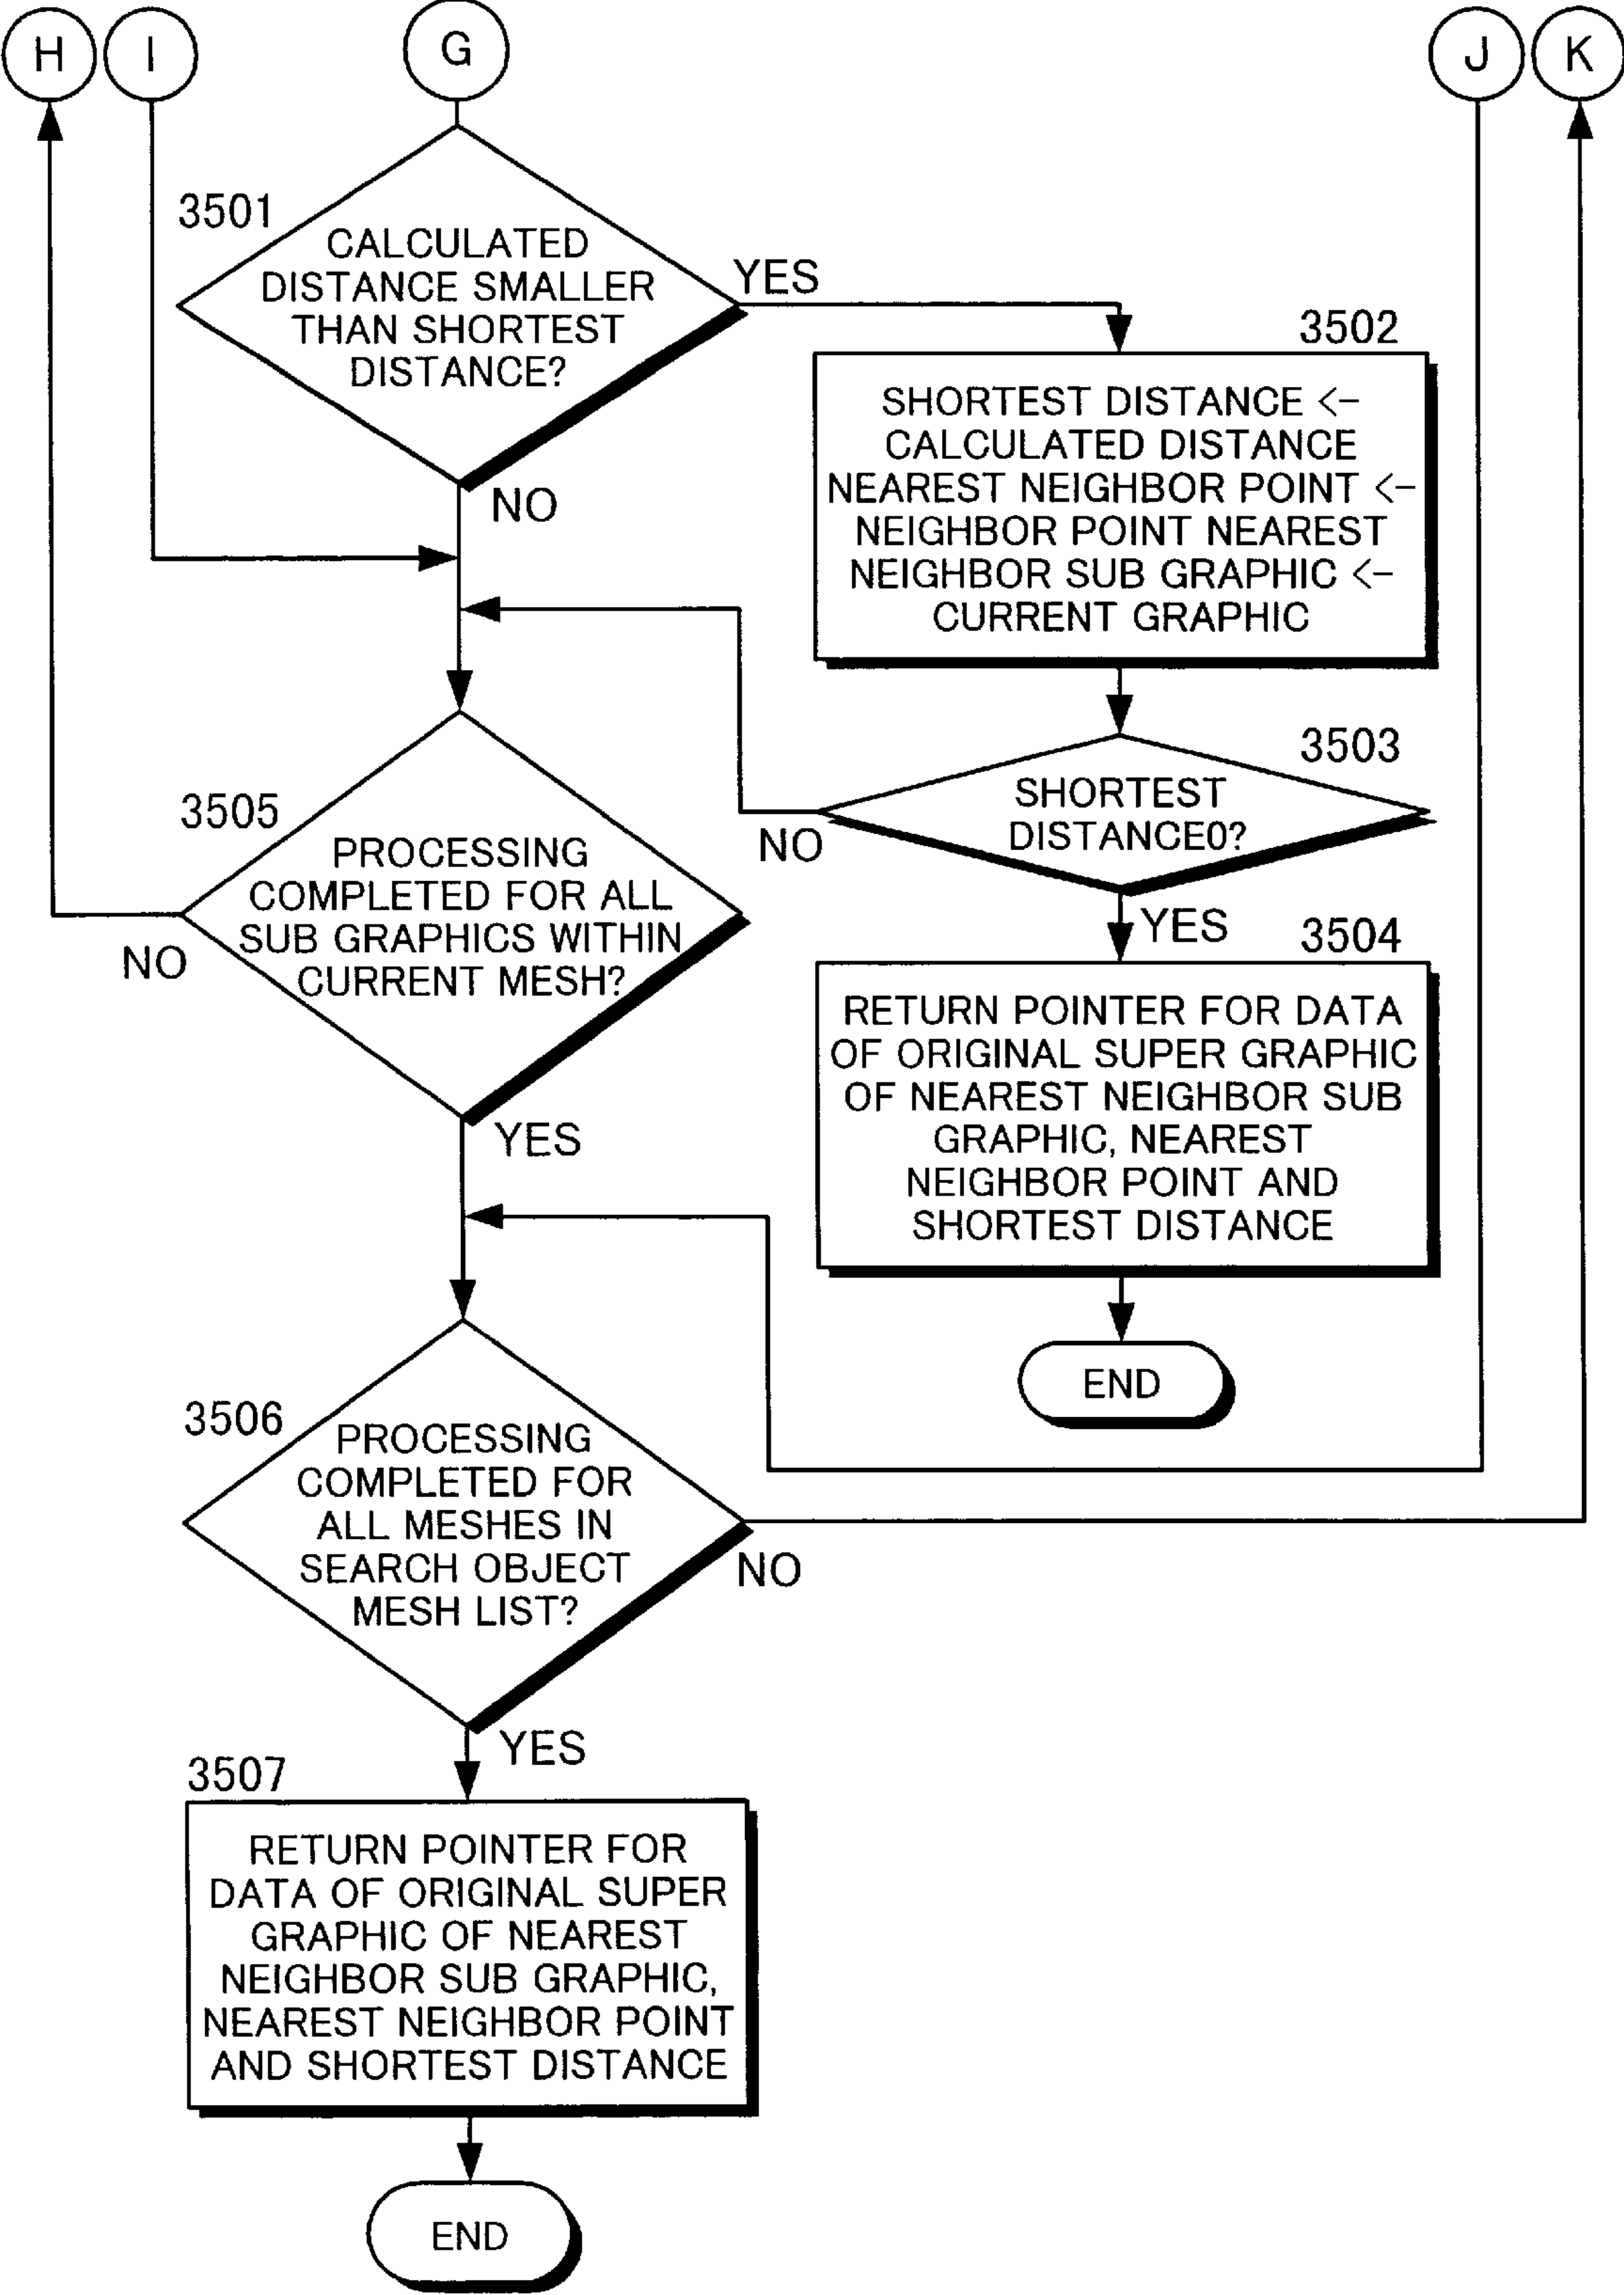 H
I
G
J
K
3501
CALCULATED
DISTANCE SMALLER
THAN SHORTEST
DISTANCE?
YES
NO
3502
SHORTEST DISTANCE <-
CALCULATED DISTANCE
NEAREST NEIGHBOR POINT <-
NEIGHBOR POINT NEAREST
NEIGHBOR SUB GRAPHIC <-
CURRENT GRAPHIC
3503
SHORTEST
DISTANCE0?
NO
YES
3504
RETURN POINTER FOR DATA
OF ORIGINAL SUPER GRAPHIC
OF NEAREST NEIGHBOR SUB
GRAPHIC, NEAREST
NEIGHBOR POINT AND
SHORTEST DISTANCE
END
3505
PROCESSING
COMPLETED FOR ALL
SUB GRAPHICS WITHIN
CURRENT MESH?
NO
YES
3506
PROCESSING
COMPLETED FOR
ALL MESHES IN
SEARCH OBJECT
MESH LIST?
NO
YES
3507
RETURN POINTER FOR
DATA OF ORIGINAL SUPER
GRAPHIC OF NEAREST
NEIGHBOR SUB GRAPHIC,
NEAREST NEIGHBOR POINT
AND SHORTEST DISTANCE
END